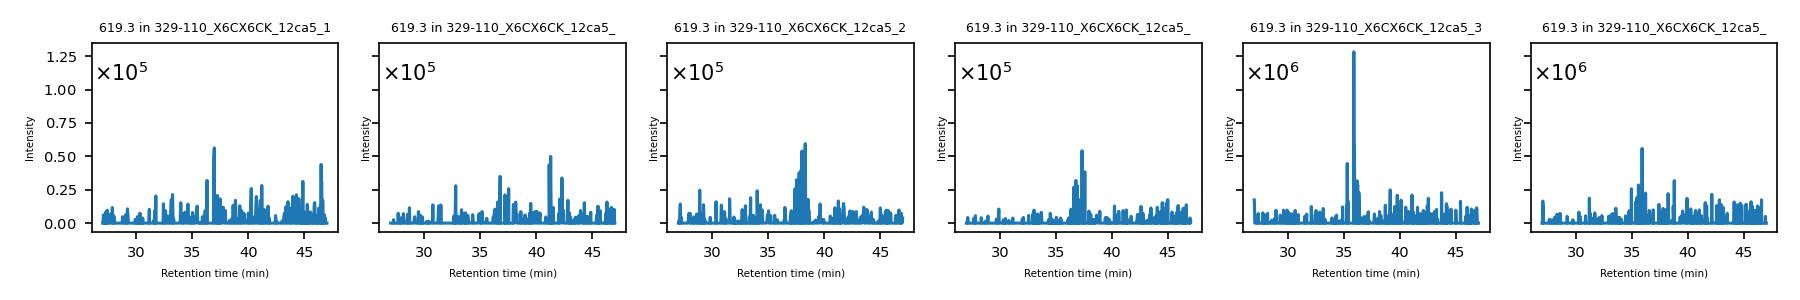 619.3 in 329-110_X6CX6CK_12ca5_1
619.3 in 329-110_X6CX6CK_12ca5_
619.3 in 329-110_X6CX6CK_12ca5_2
619.3 in 329-110_X6CX6CK_12ca5_
619.3 in 329-110_X6CX6CK_12ca5_3
619.3 in 329-110_X6CX6CK_12ca5_
1.25
1.00
0.75
0.50
0.25
0.00
×10⁵
×10⁵
×10⁵
×10⁵
×10⁶
×10⁶
Intensity
Intensity
Intensity
Intensity
Intensity
Intensity
30 35 40 45
30 35 40 45
30 35 40 45
30 35 40 45
30 35 40 45
30 35 40 45
Retention time (min)
Retention time (min)
Retention time (min)
Retention time (min)
Retention time (min)
Retention time (min)